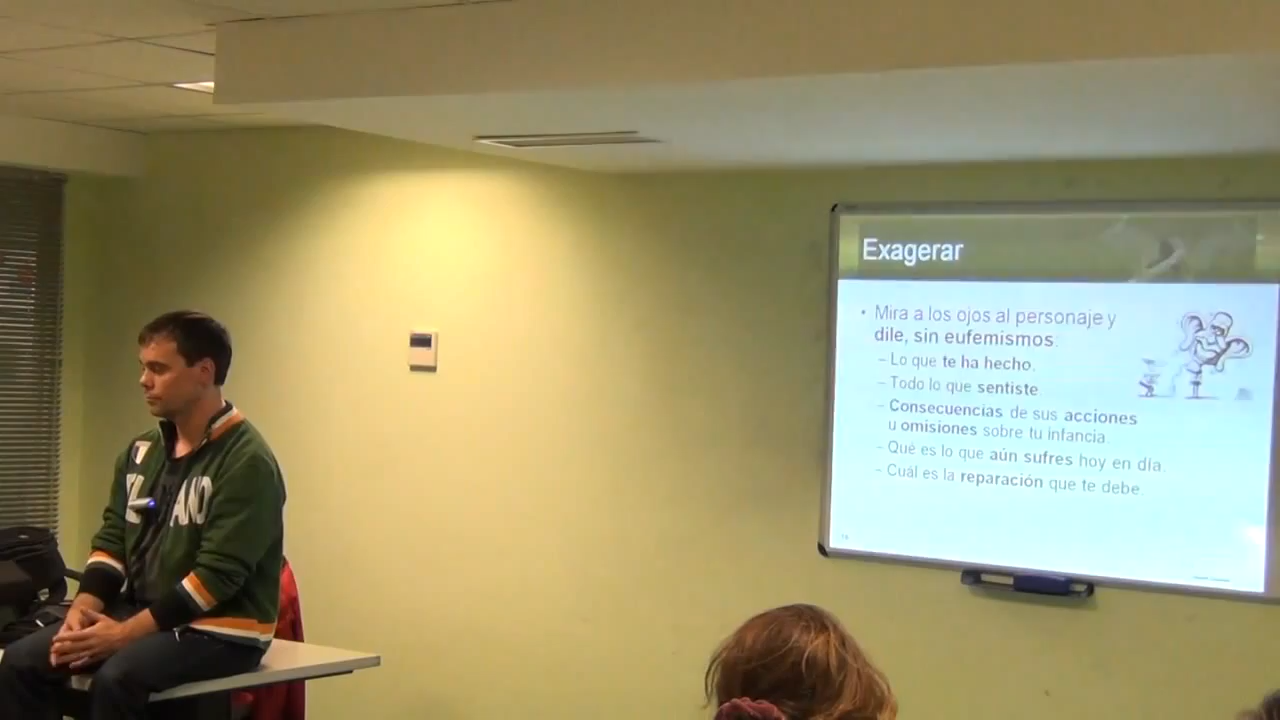 Exagerar
• Mira a los ojos al personaje y
dile, sin eufemismos:
– Lo que te ha hecho.
– Todo lo que sentiste.
– Consecuencias de sus acciones
u omisiones sobre tu infancia.
– Qué es lo que aún sufres hoy en día.
– Cuál es la reparación que te debe.